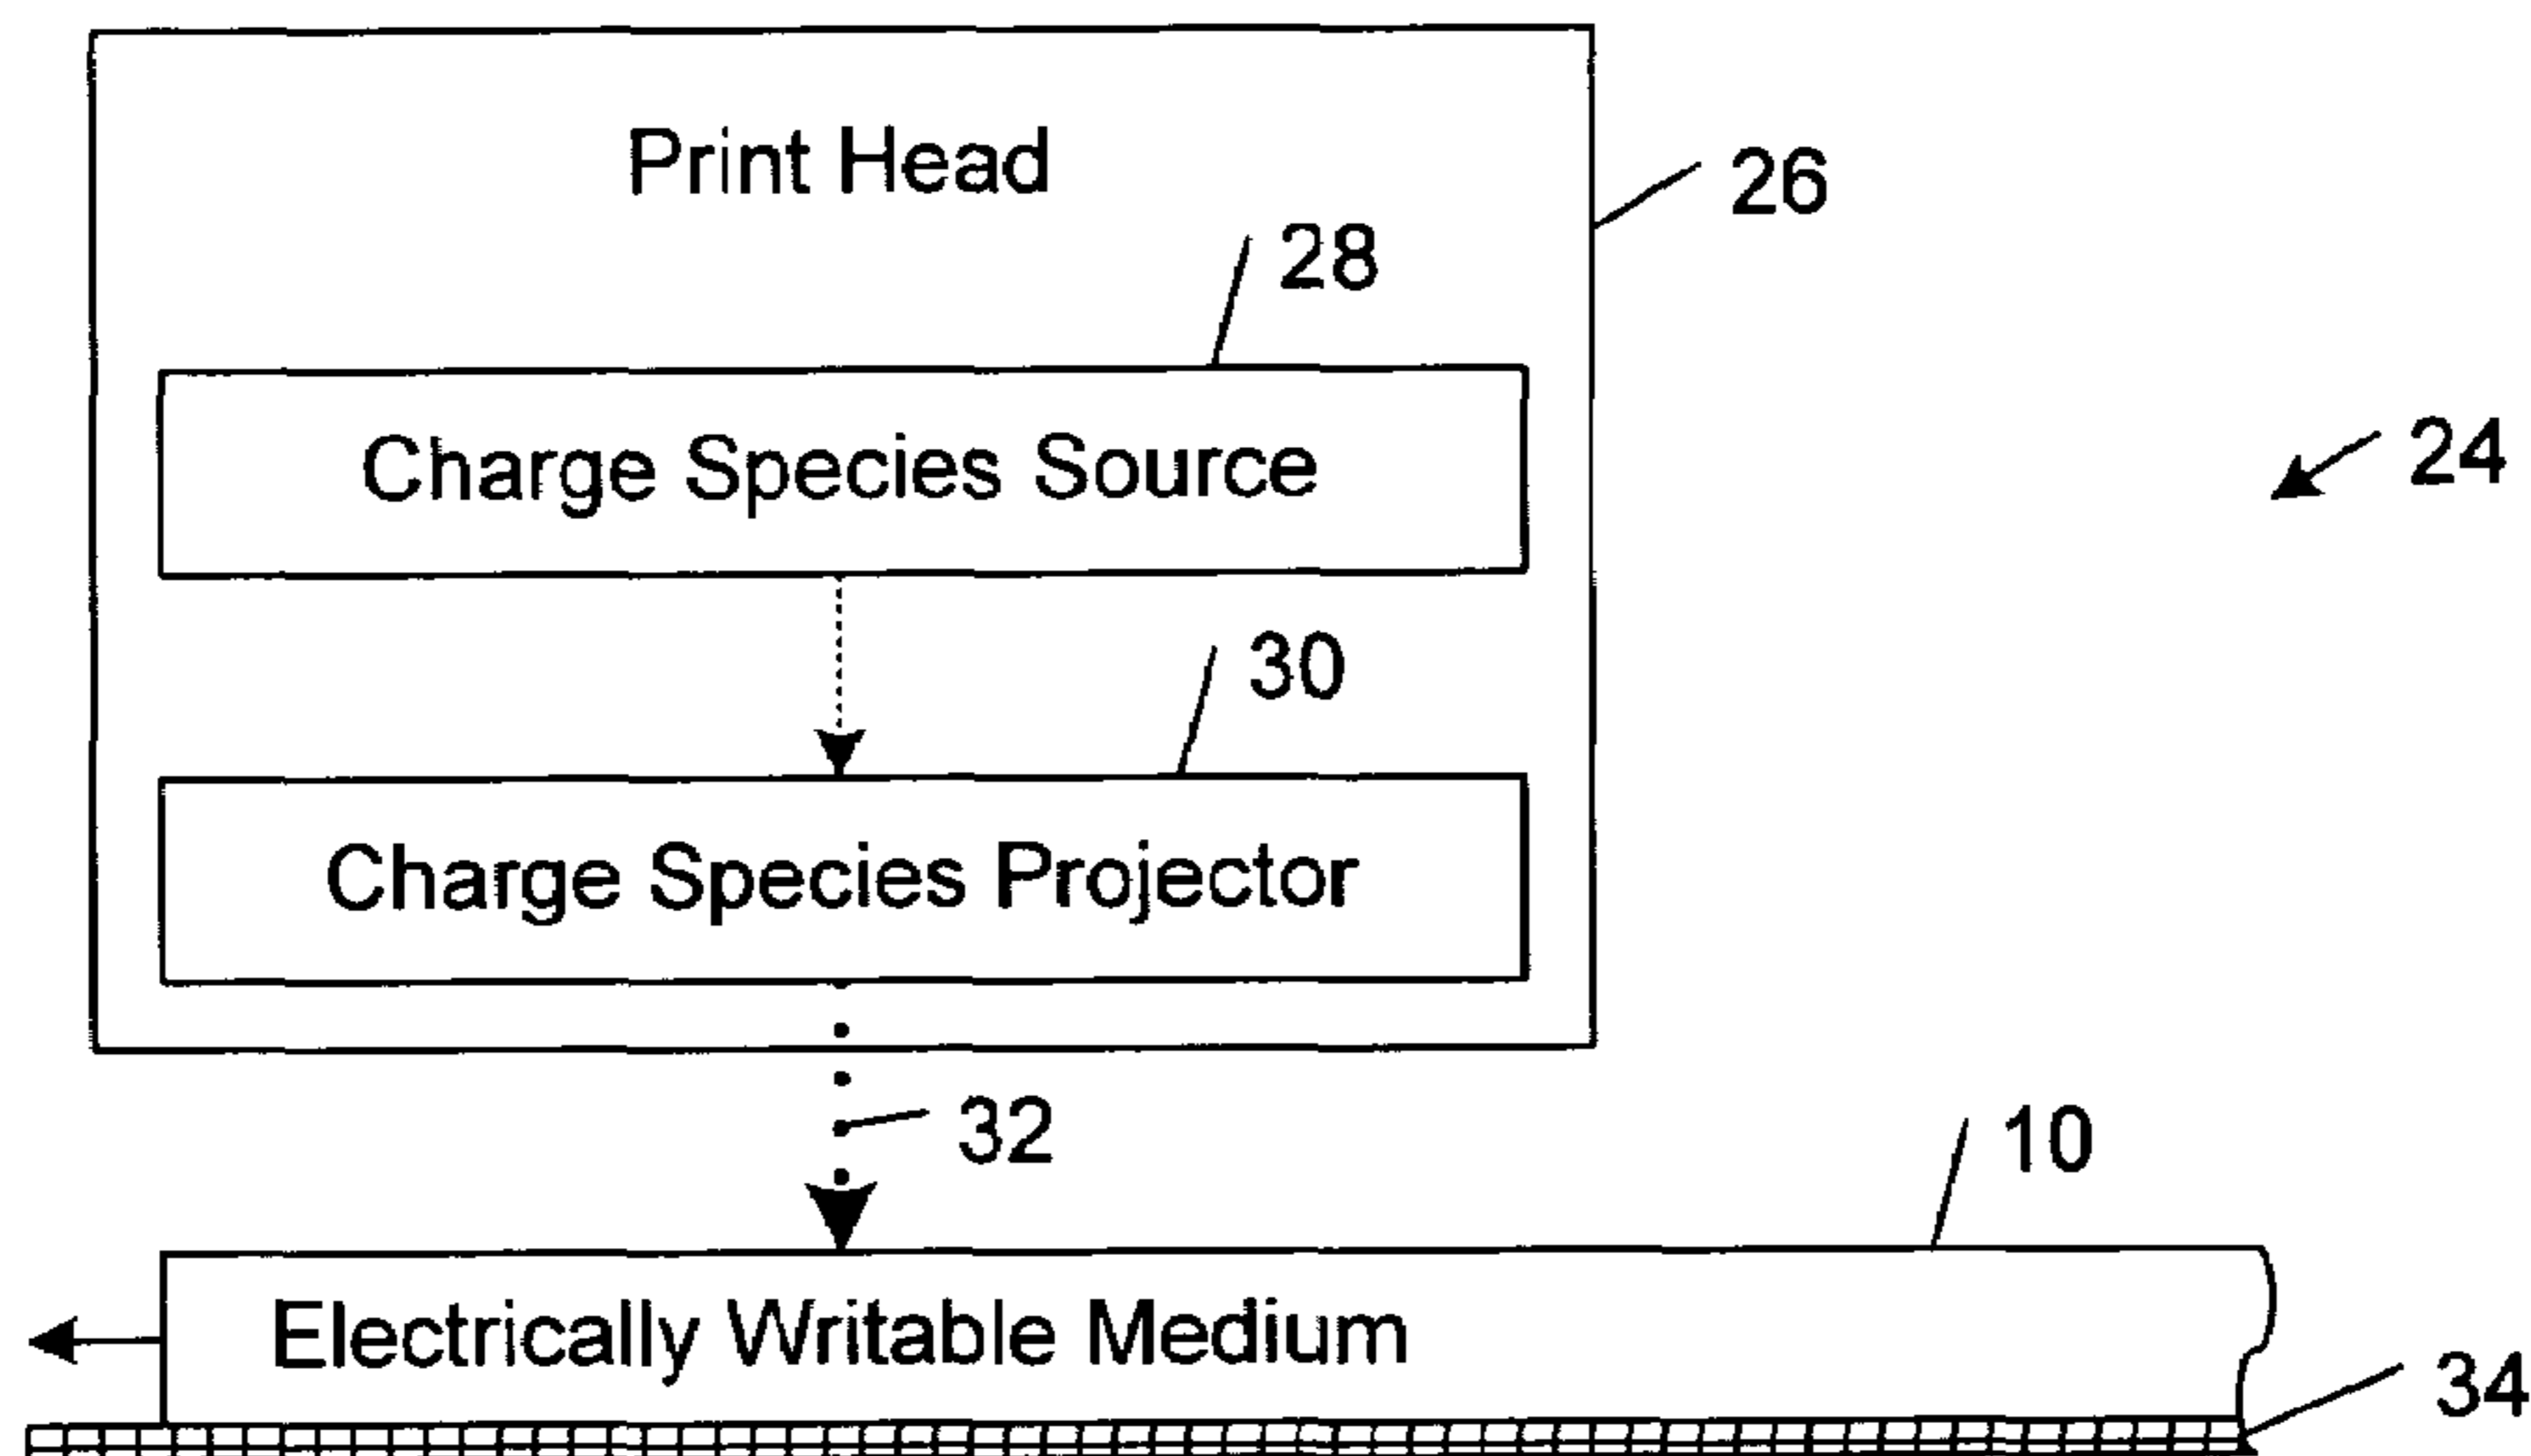 Print Head
26
28
Charge Species Source
24
30
Charge Species Projector
32
10
Electrically Writable Medium
34